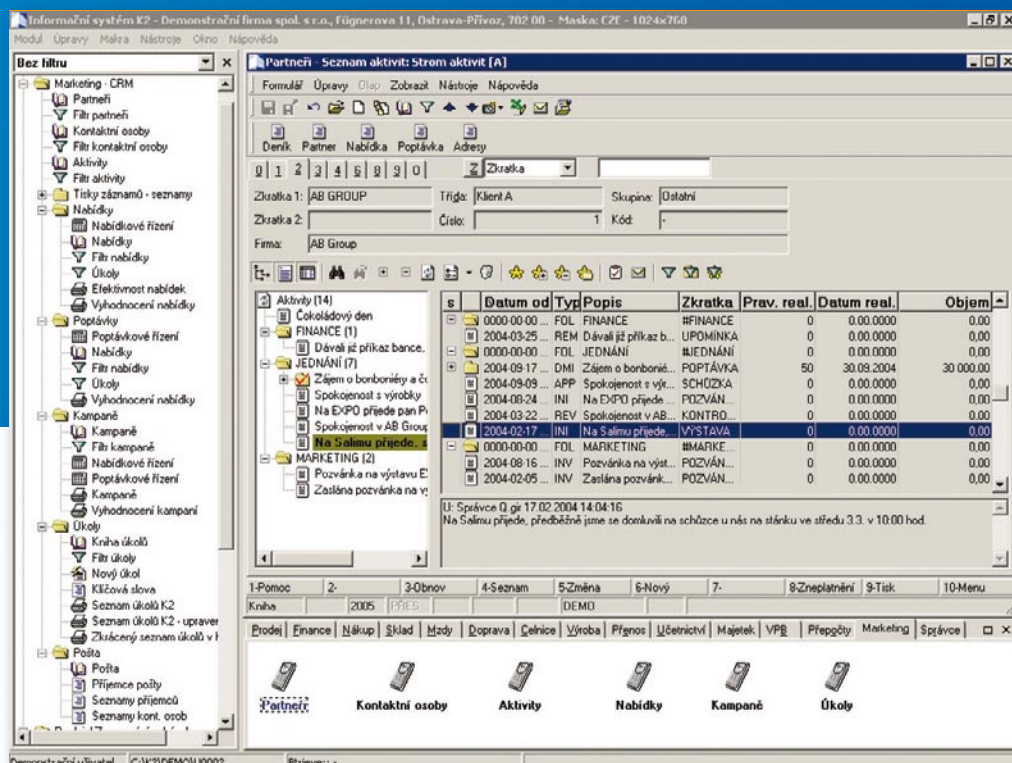 Informační systém K2 - Demonstrační firma spol. s r.o., Fügnerova 11, Ostrava-Přívoz, 702 00 - Maska: CZE - 1024x768
Modul Úpravy Makra Nástroje Okno Nápověda
Bez filtru
Marketing - CRM
Partneři
Filtr partneři
Kontaktní osoby
Filtr kontaktní osoby
Aktivity
Filtr aktivity
Tisky záznamů - seznamy
Nabídky
Nabídkové řízení
Nabídky
Filtr nabídky
Úkoly
Efektivnost nabídek
Vyhodnocení nabídky
Poptávky
Poptávkové řízení
Nabídky
Filtr nabídky
Úkoly
Vyhodnocení nabídky
Kampaně
Kampaně
Filtr kampaně
Nabídkové řízení
Poptávkové řízení
Kampaně
Vyhodnocení kampaní
Úkoly
Kniha úkolů
Filtr úkoly
Nový úkol
Klíčová slova
Seznam úkolů K2
Seznam úkolů K2 - upraven
Zkrácený seznam úkolů v
Pošta
Pošta
Příjemce pošty
Seznamy příjemců
Seznamy kont. osob
Partneři - Seznam aktivit: Strom aktivit [A]
Formulář Úpravy Olap Zobrazit Nástroje Nápověda
Deník Partner Nabídka Poptávka Adresy
0 1 2 3 4 6 8 9 0 Z Zkratka
Zkratka 1: AB GROUP Třída: Klient A Skupina: Ostatní
Zkratka 2: Číslo: 1 Kód: -
Firma: AB Group
Aktivity (14)
Čokoládový den
FINANCE (1)
Dávali již příkaz bance,
JEDNÁNÍ (7)
Zájem o bonboniéry a
Spokojenost s výrobky
Na EXPO přijede pan
Spokojenost v AB Group
Na Salimu přijede,
MARKETING (2)
Pozvánka na výstavu
Zaslána pozvánka na
s Datum od Typ Popis Zkratka Prav. real. Datum real. Objem
0000-00-00 ... FOL FINANCE #FINANCE 0 0.00.0000 0,00
2004-03-25 ... REM Dávali již příkaz b... UPOMÍNKA 0 0.00.0000 0,00
0000-00-00 ... FOL JEDNÁNÍ #JEDNÁNÍ 0 0.00.0000 0,00
2004-09-17 ... DMI Zájem o bonbonié... POPTÁVKA 50 30.09.2004 30 000,00
2004-09-09 ... APP Spokojenost s výr... SCHŮZKA 0 0.00.0000 0,00
2004-08-24 ... INI Na EXPO přijede ... POZVÁN... 0 0.00.0000 0,00
2004-03-22 ... REV Spokojenost v AB... KONTRO... 0 0.00.0000 0,00
2004-02-17 ... INI Na Salimu přijede,... VÝSTAVA 0 0.00.0000 0,00
0000-00-00 ... FOL MARKETING #MARKE... 0 0.00.0000 0,00
2004-08-16 ... INV Pozvánka na výst... POZVÁN... 0 0.00.0000 0,00
2004-02-05 ... INV Zaslána pozvánk... POZVÁN... 0 0.00.0000 0,00
U: Správce Q.gir 17.02.2004 14:04:16
Na Salimu přijede, předběžně jsme se domluvili na schůzce u nás na stánku ve středu 3.3. v 10:00 hod.
1-Pomoc 2- 3-Obnov 4-Seznam 5-Změna 6-Nový 7- 8-Zneplatnění 9-Tisk 10-Menu
Kniha 2005 PŘES DEMO
Prodej Finance Nákup Sklad Mzdy Doprava Celnice Výroba Přenos Účetnictví Majetek VPB Přepočty Marketing Správce
Partneři Kontaktní osoby Aktivity Nabídky Kampaně Úkoly
Demonstrační uživatel C:\K2\DEMO\U0002